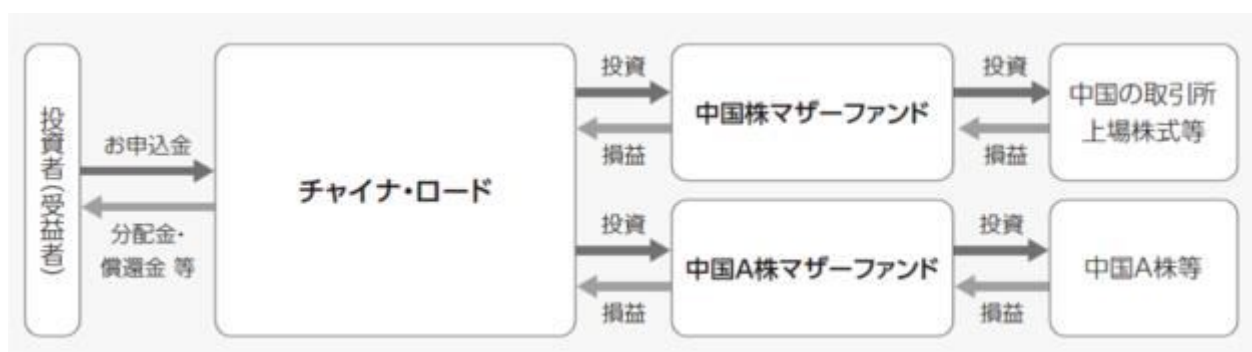 投資者(受益者)
お申込金
分配金・
償還金 等
チャイナ・ロード
投資
損益
中国株マザーファンド
投資
損益
中国の取引所
上場株式等
投資
損益
中国A株マザーファンド
投資
損益
中国A株等